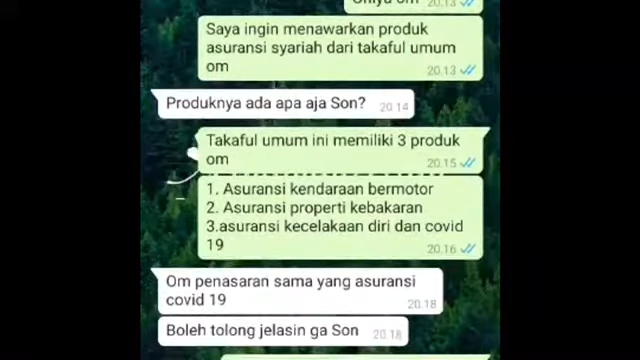 20.13
Saya ingin menawarkan produk
asuransi syariah dari takaful umum
om
20.13
Produknya ada apa aja Son?
20.14
Takaful umum ini memiliki 3 produk
om
20.15
1. Asuransi kendaraan bermotor
2. Asuransi properti kebakaran
3.asuransi kecelakaan diri dan covid
19
20.16
Om penasaran sama yang asuransi
covid 19
20.18
Boleh tolong jelasin ga Son
20.18